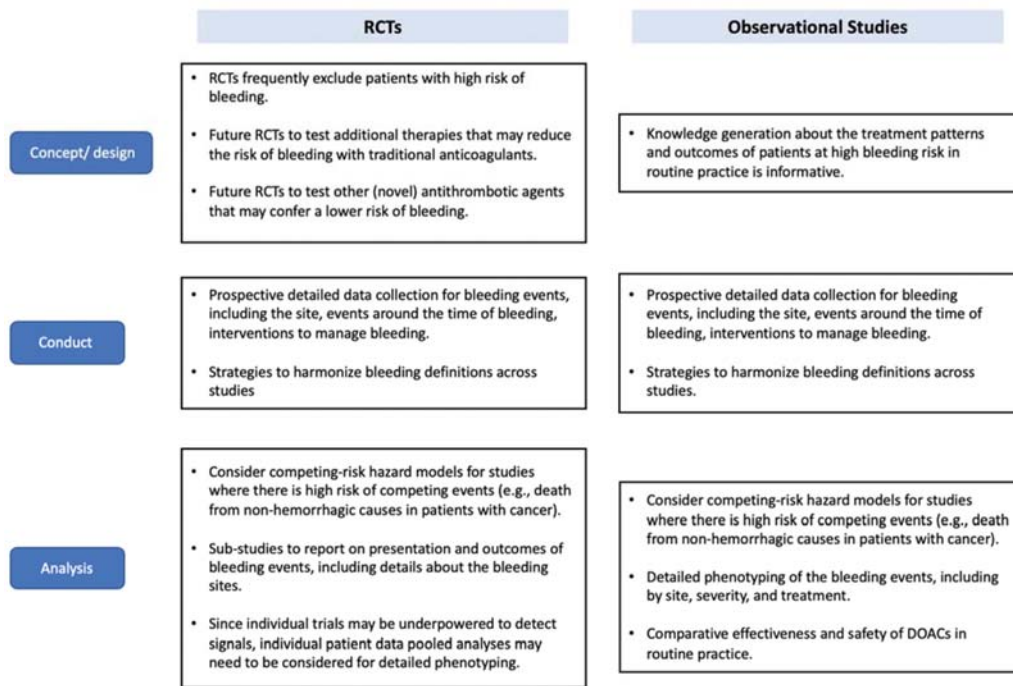 RCTs
Observational Studies
Concept/ design
• RCTs frequently exclude patients with high risk of
bleeding.
• Future RCTs to test additional therapies that may reduce
the risk of bleeding with traditional anticoagulants.
• Future RCTs to test other (novel) antithrombotic agents
that may confer a lower risk of bleeding.
• Knowledge generation about the treatment patterns
and outcomes of patients at high bleeding risk in
routine practice is informative.
Conduct
• Prospective detailed data collection for bleeding events,
including the site, events around the time of bleeding,
interventions to manage bleeding.
• Strategies to harmonize bleeding definitions across
studies
• Prospective detailed data collection for bleeding
events, including the site, events around the time of
bleeding, interventions to manage bleeding.
• Strategies to harmonize bleeding definitions across
studies.
Analysis
• Consider competing-risk hazard models for studies
where there is high risk of competing events (e.g., death
from non-hemorrhagic causes in patients with cancer).
• Sub-studies to report on presentation and outcomes of
bleeding events, including details about the bleeding
sites.
• Since individual trials may be underpowered to detect
signals, individual patient data pooled analyses may
need to be considered for detailed phenotyping.
• Consider competing-risk hazard models for studies
where there is high risk of competing events (e.g., death
from non-hemorrhagic causes in patients with cancer).
• Detailed phenotyping of the bleeding events, including
by site, severity, and treatment.
• Comparative effectiveness and safety of DOACs in
routine practice.